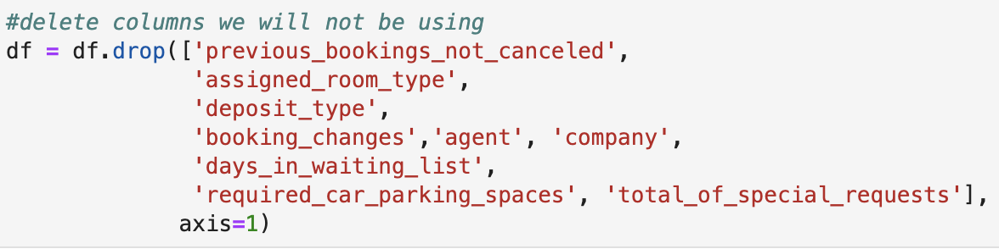 #delete columns we will not be using
df = df.drop(['previous_bookings_not_canceled',
              'assigned_room_type',
              'deposit_type',
              'booking_changes','agent', 'company',
              'days_in_waiting_list',
              'required_car_parking_spaces', 'total_of_special_requests'],
             axis=1)